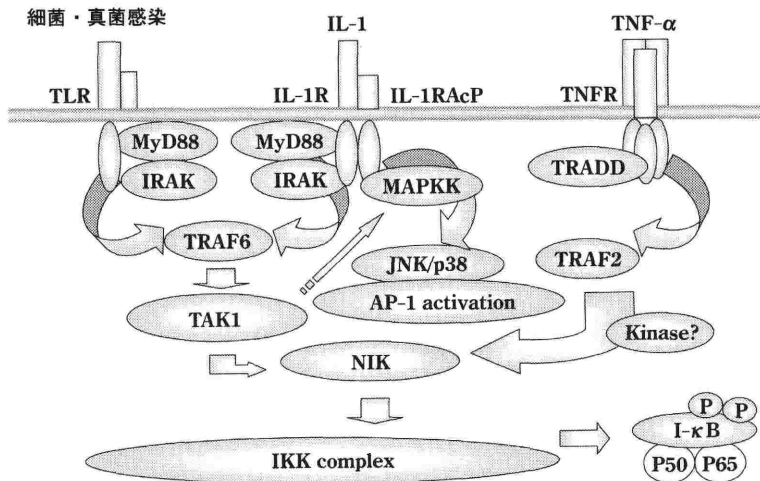 細菌・真菌感染
IL-1
TNF-α
TLR
IL-1R
IL-1RAcP
TNFR
MyD88
MyD88
IRAK
IRAK
MAPKK
TRADD
TRAF6
JNK/p38
TRAF2
AP-1 activation
TAK1
Kinase?
NIK
P
P
I-κB
IKK complex
P50
P65